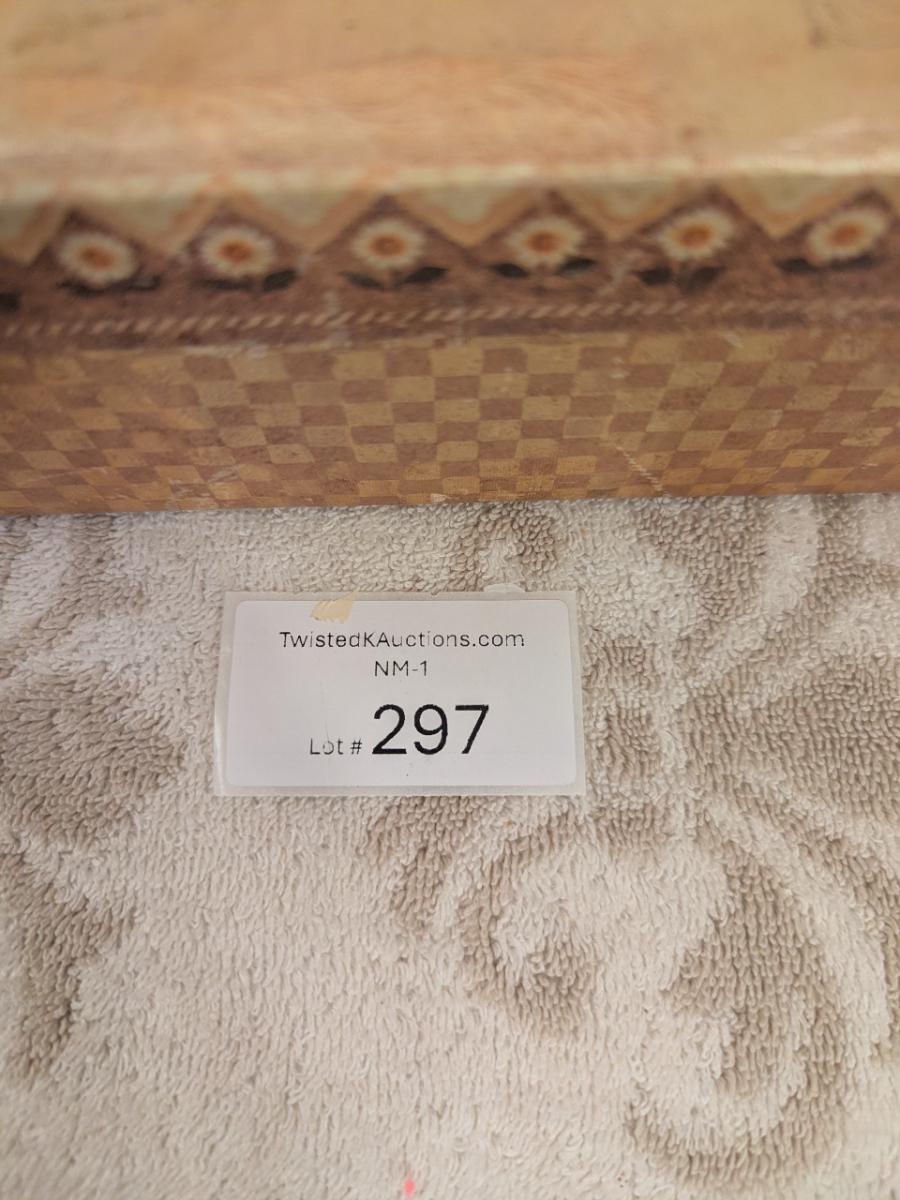 TwistedKAuctions.com
NM-1
Lot # 297